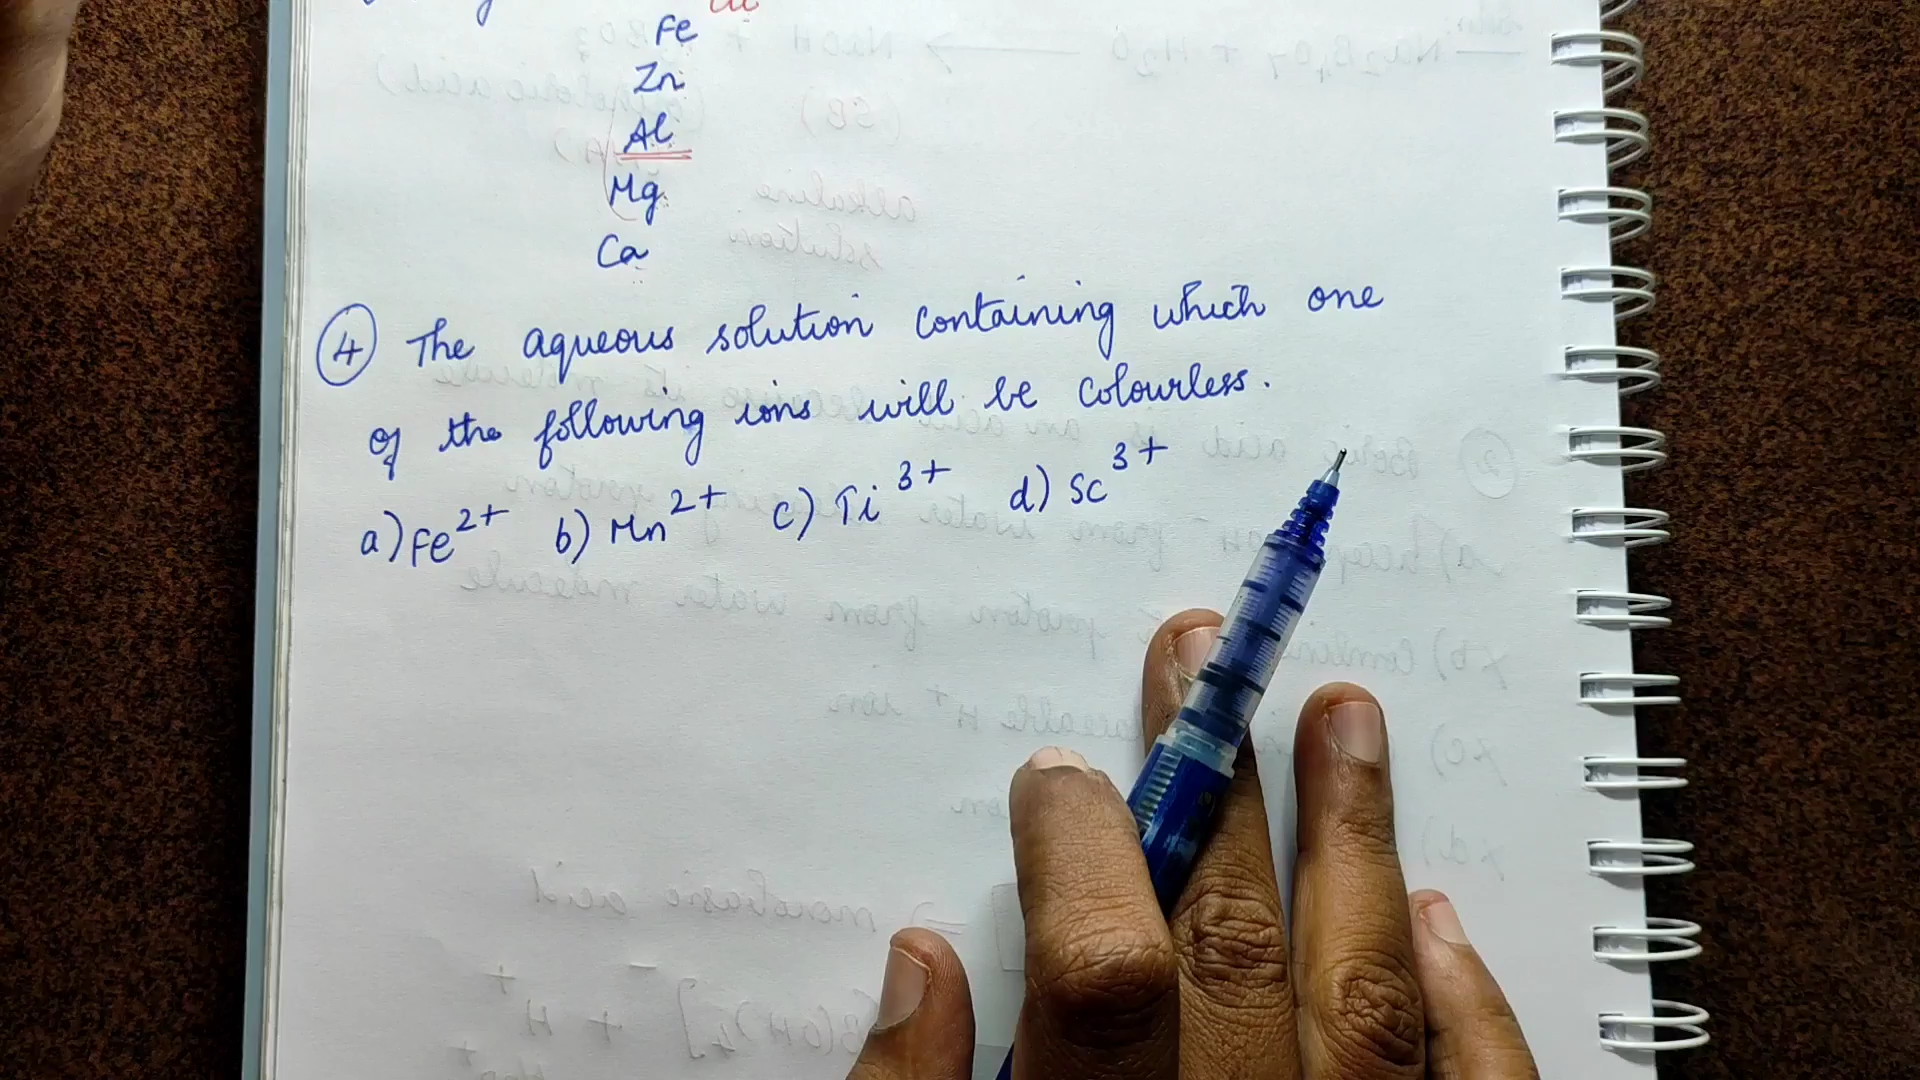 Fe
Zn
Al
Mg
Ca
4 The aqueous solution containing which one
of the following ions will be colourless.
a) Fe2+ b) Mn2+ c) Ti3+ d) Sc3+